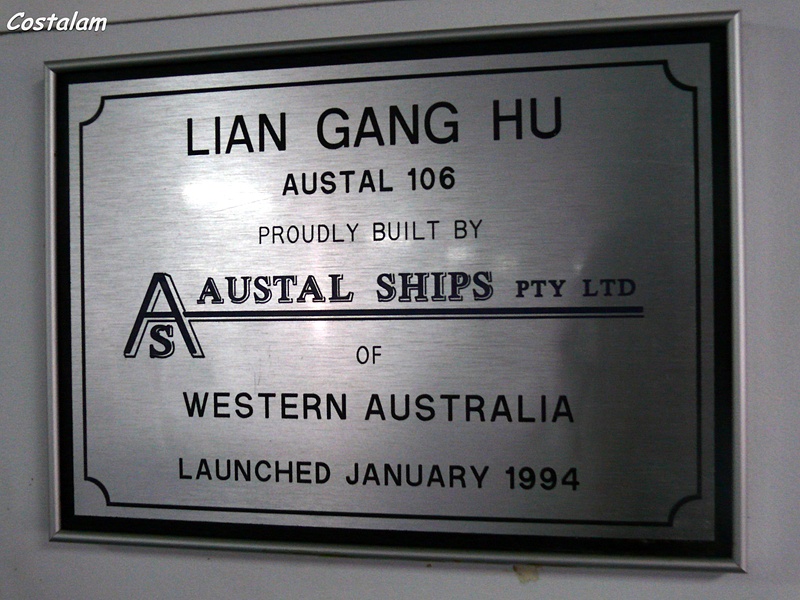 Costalam
LIAN GANG HU
AUSTAL 106
PROUDLY BUILT BY
AS AUSTAL SHIPS PTY LTD
OF
WESTERN AUSTRALIA
LAUNCHED JANUARY 1994